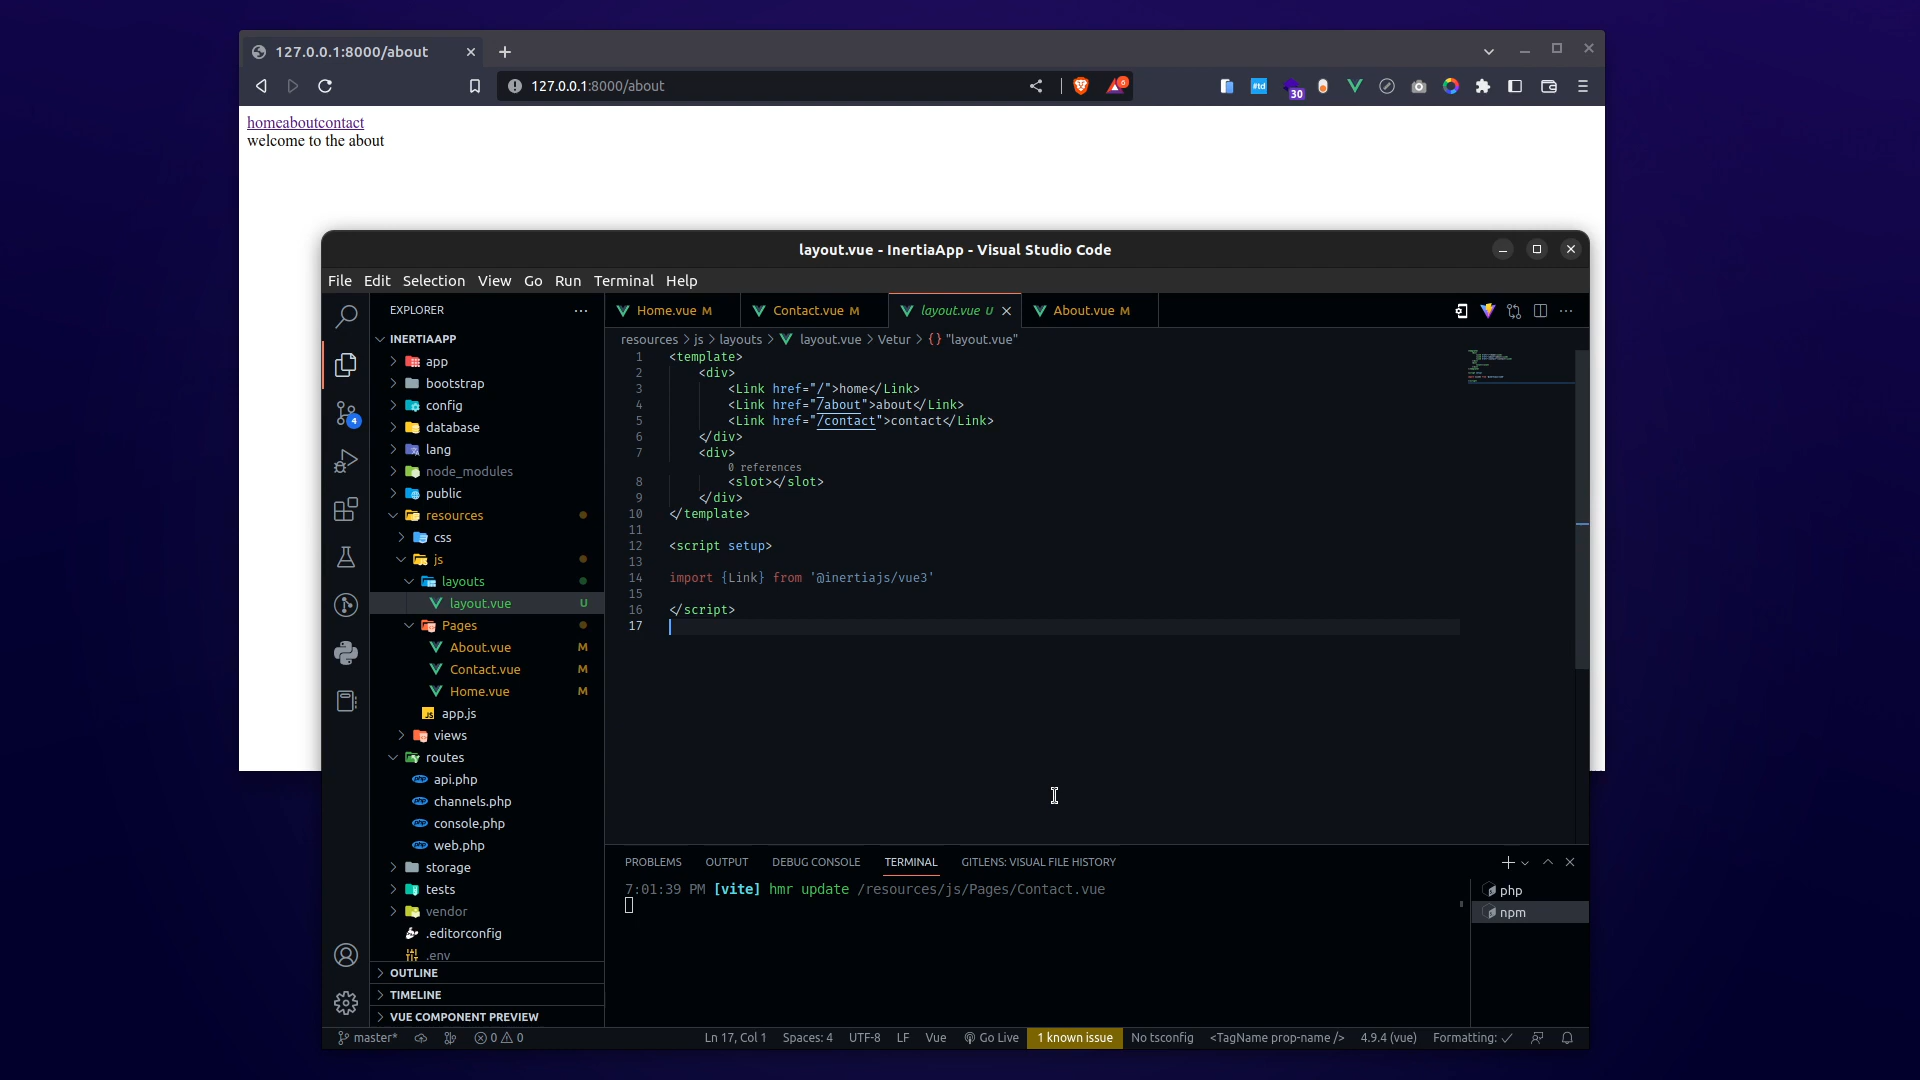 127.0.0.1:8000/about
127.0.0.1:8000/about
#td
30
6
homeaboutcontact
welcome to the about
layout.vue - InertiaApp - Visual Studio Code
File Edit Selection View Go Run Terminal Help
EXPLORER
Home.vue M
Contact.vue M
layout.vue U
About.vue M
INERTIAAPP
resources > js > layouts > layout.vue > Vetur > {} "layout.vue"
app
bootstrap
config
database
lang
node_modules
public
resources
css
js
layouts
layout.vue U
Pages
About.vue M
Contact.vue M
Home.vue M
app.js
views
routes
api.php
channels.php
console.php
web.php
storage
tests
vendor
.editorconfig
.env
OUTLINE
TIMELINE
VUE COMPONENT PREVIEW
4
1 <template>
2 <div>
3 <Link href="/">home</Link>
4 <Link href="/about">about</Link>
5 <Link href="/contact">contact</Link>
6 </div>
7 <div>
0 references
8 <slot></slot>
9 </div>
10 </template>
11
12 <script setup>
13
14 import {Link} from '@inertiajs/vue3'
15
16 </script>
17
PROBLEMS OUTPUT DEBUG CONSOLE TERMINAL GITLENS: VISUAL FILE HISTORY
7:01:39 PM [vite] hmr update /resources/js/Pages/Contact.vue
php
npm
master* 0 0 Ln 17, Col 1 Spaces: 4 UTF-8 LF Vue Go Live 1 known issue No tsconfig <TagName prop-name /> 4.9.4 (vue) Formatting: ✓